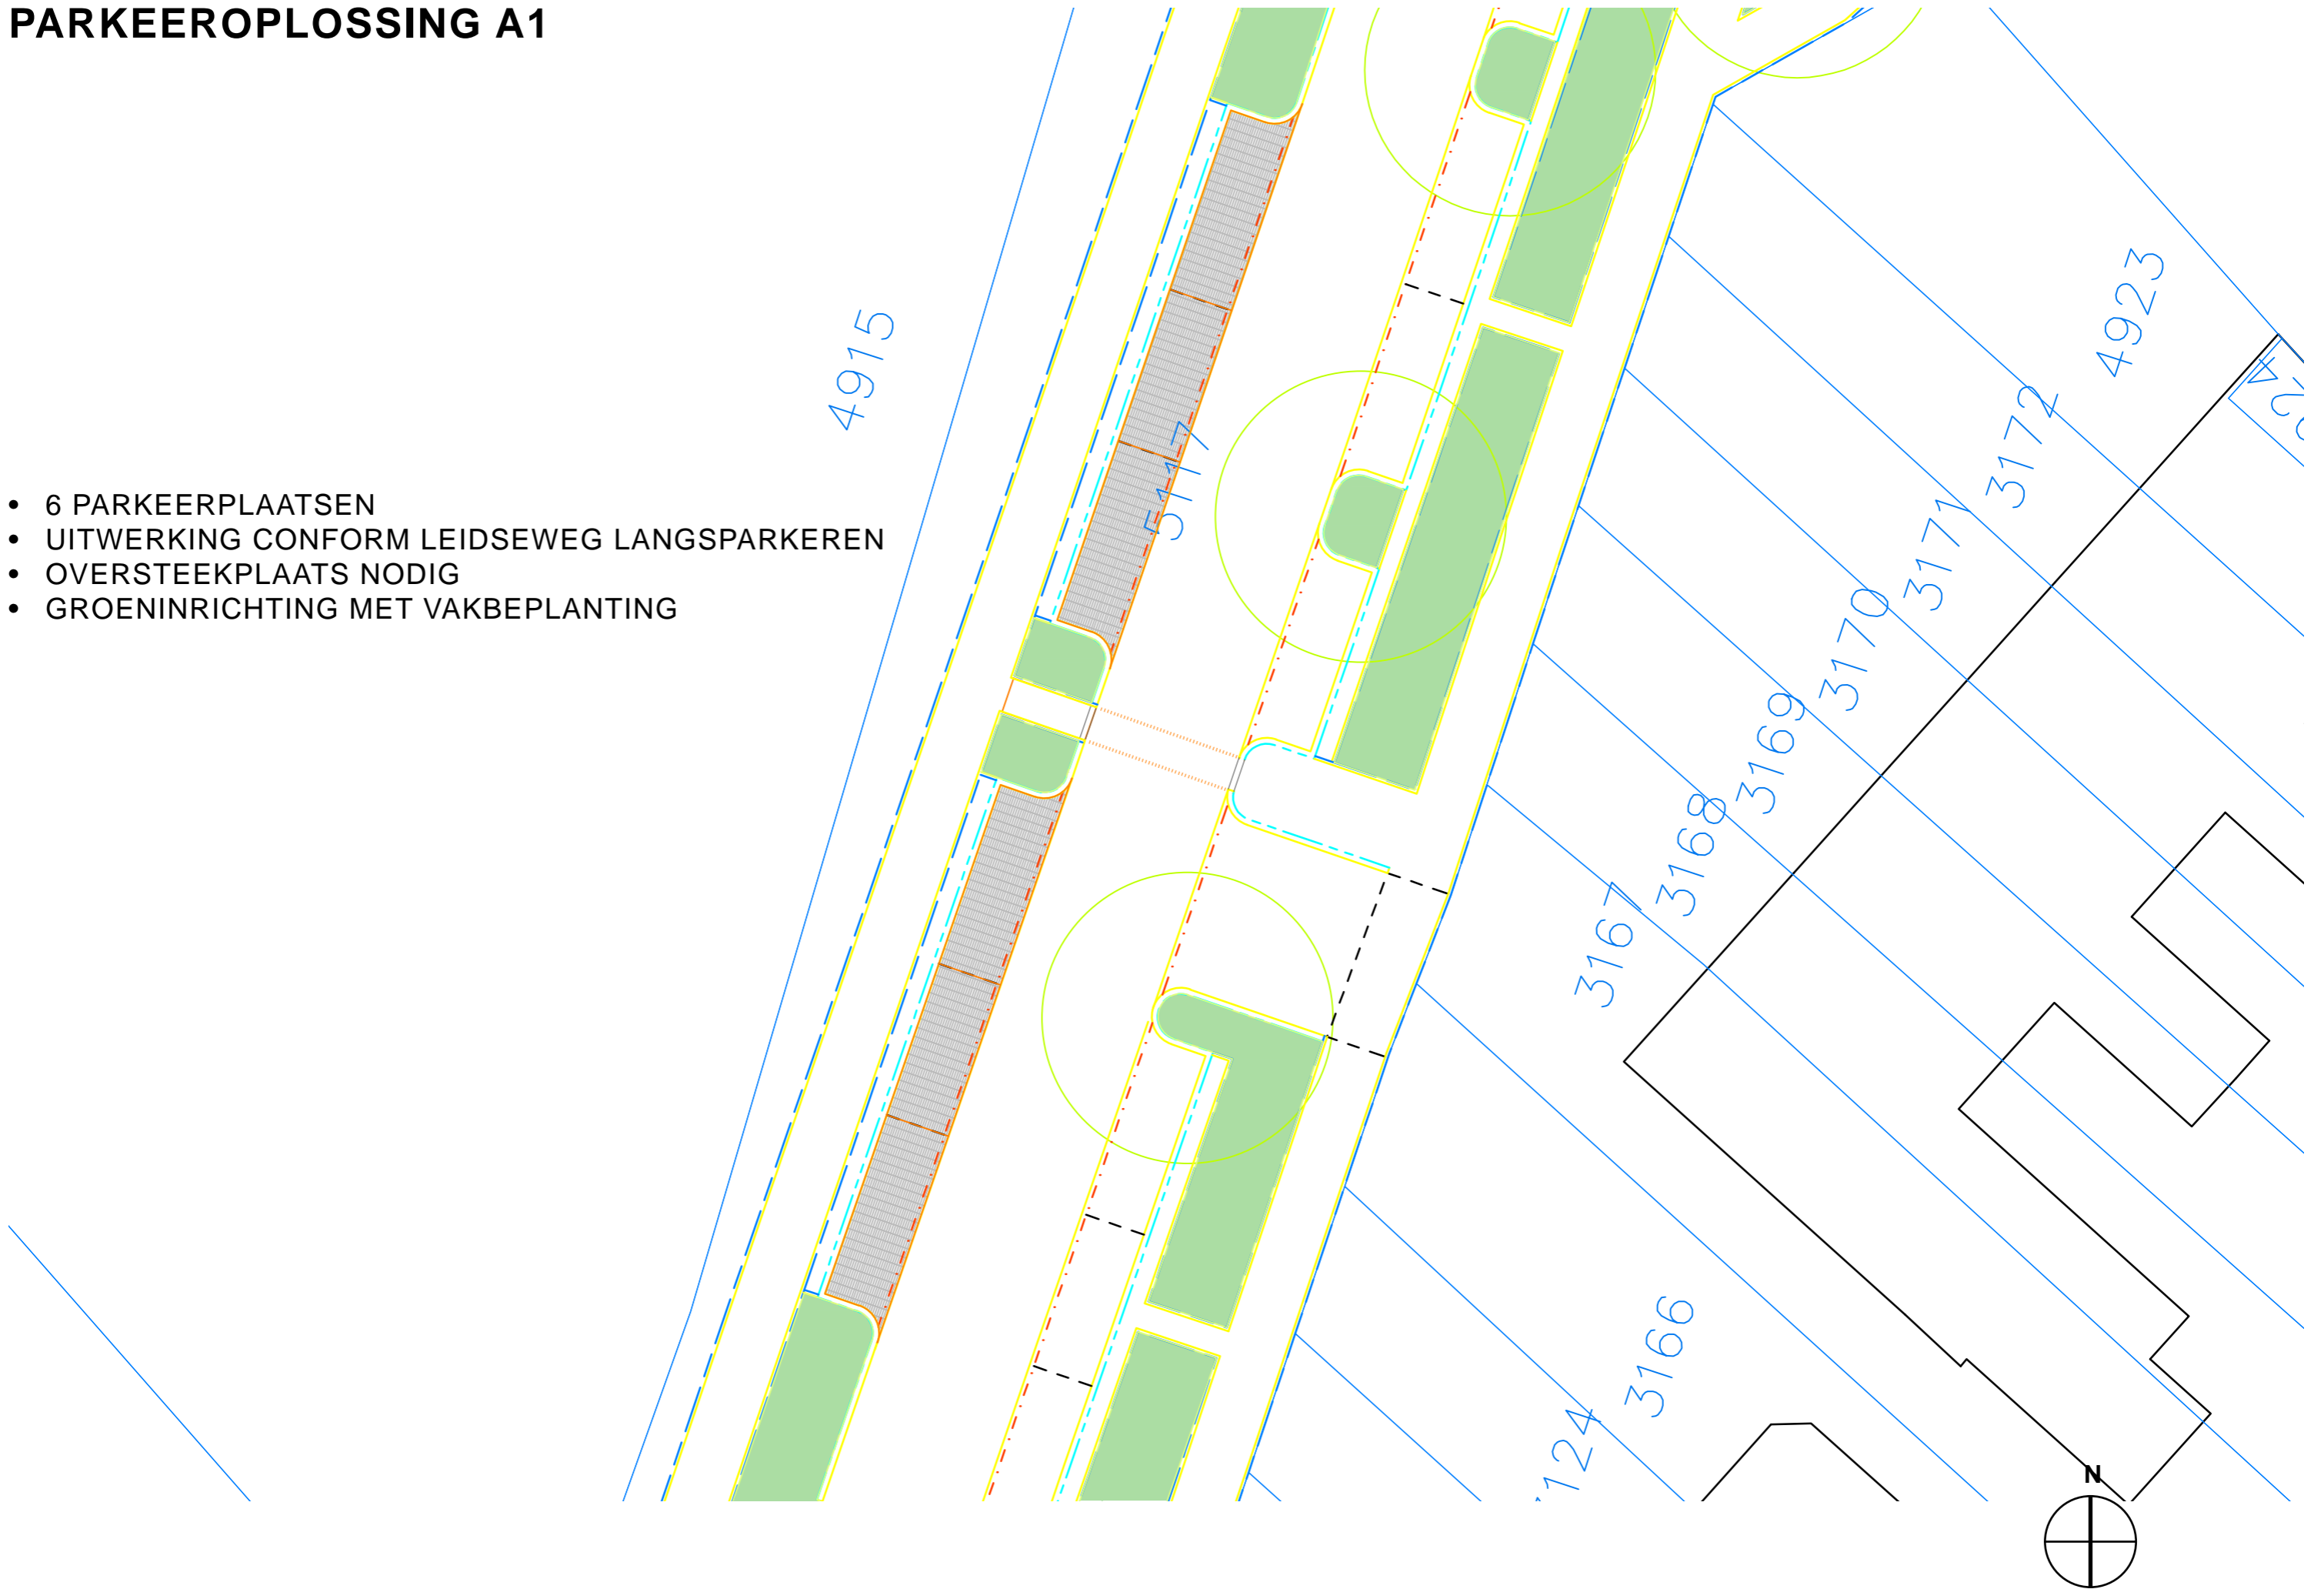 PARKEEROPLOSSING A1
• 6 PARKEERPLAATSEN
• UITWERKING CONFORM LEIDSEWEG LANGSPARKEREN
• OVERSTEEKPLAATS NODIG
• GROENINRICHTING MET VAKBEPLANTING
4915
5177
4923
3172
3171
3170
3169
3168
3167
3166
N